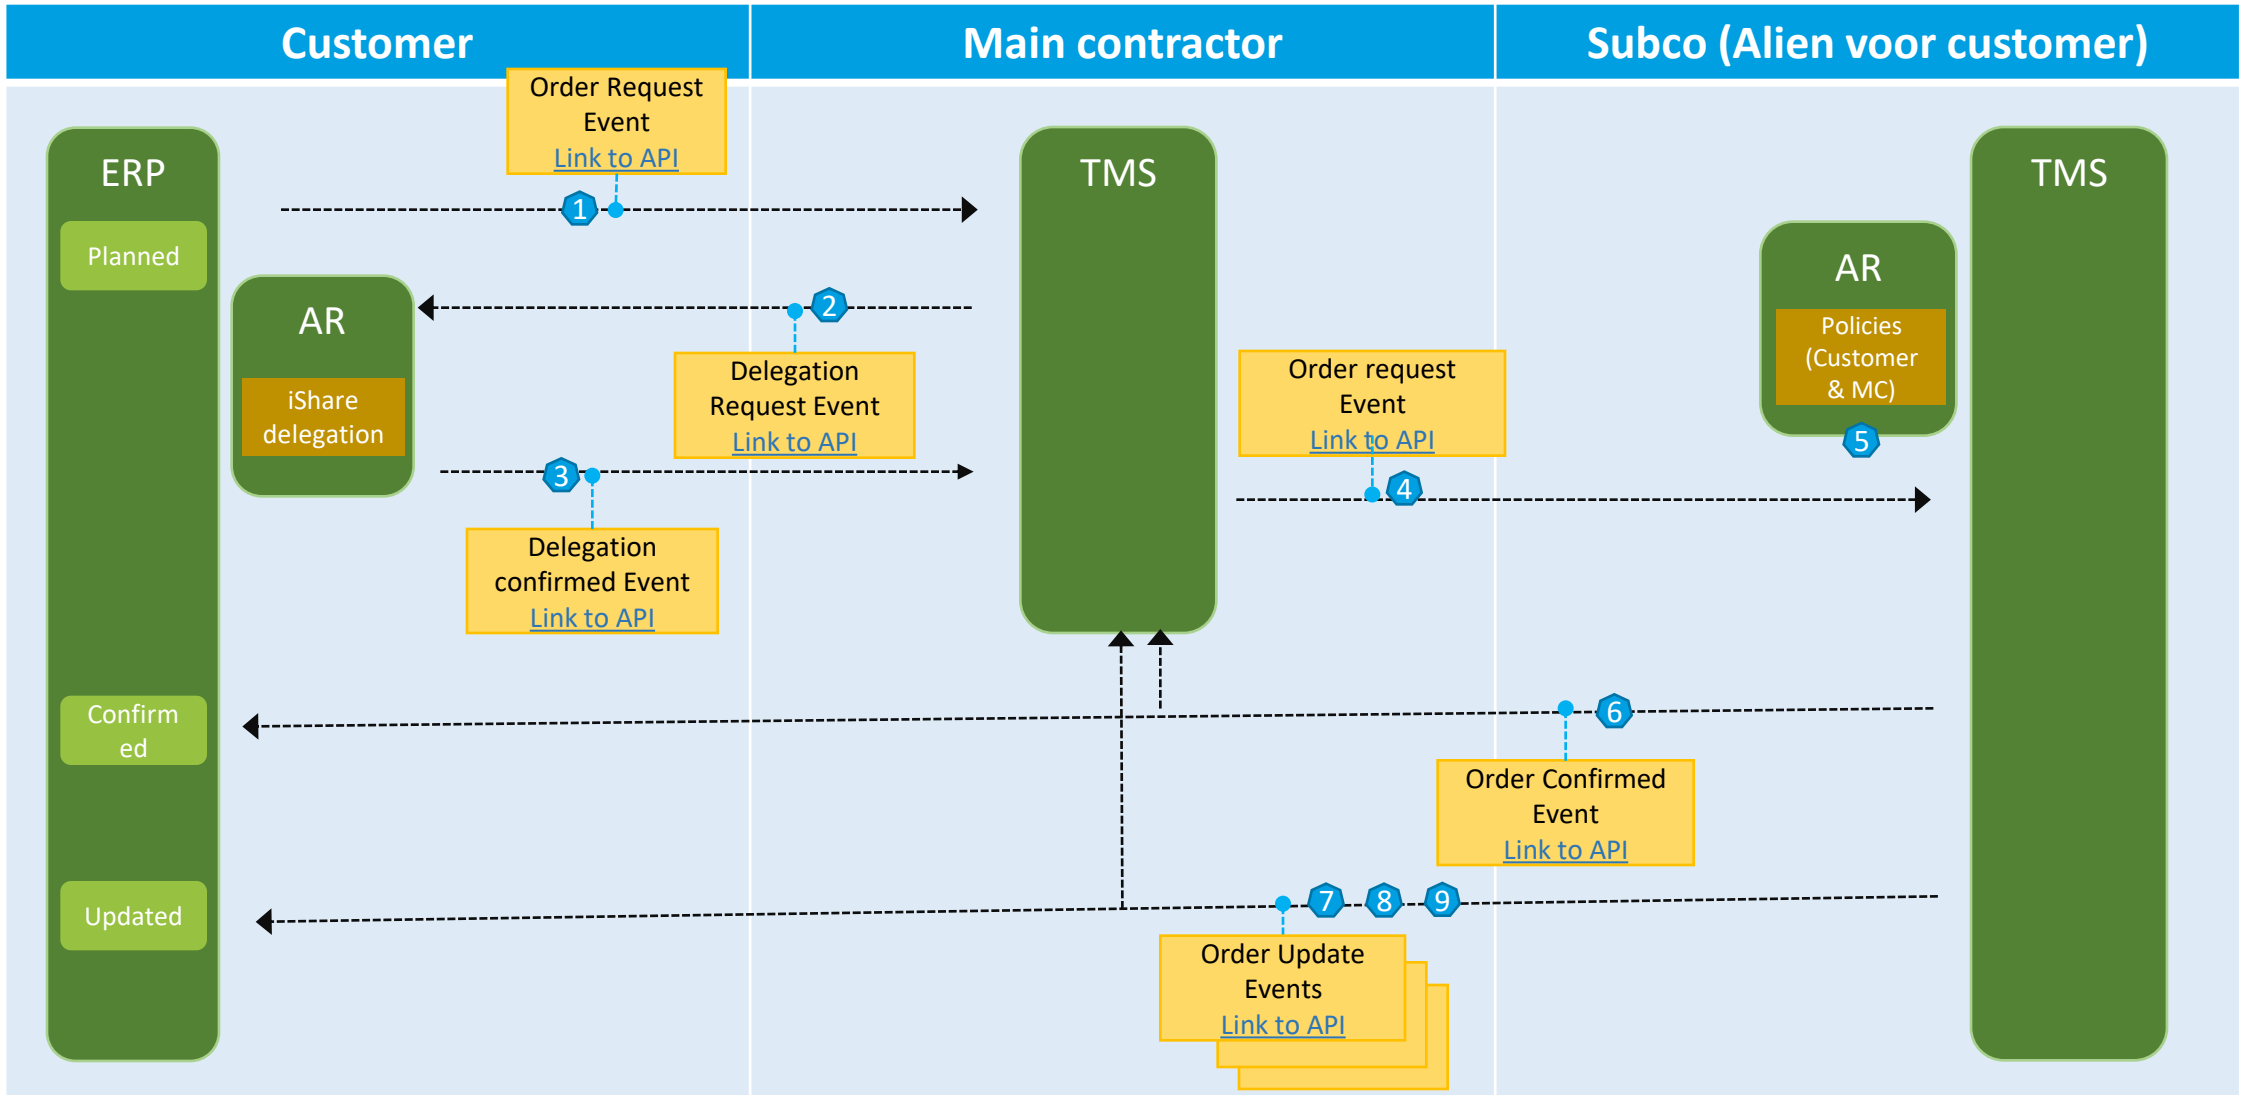 Customer
Main contractor
Subco (Alien voor customer)
Order Request
Event
Link to API
ERP
Planned
TMS
TMS
1
2
AR
iShare
delegation
Delegation
Request Event
Link to API
3
Delegation
confirmed Event
Link to API
Order request
Event
Link to API
4
AR
Policies
(Customer
& MC)
5
Confirm
ed
6
Order Confirmed
Event
Link to API
Updated
7
8
9
Order Update
Events
Link to API